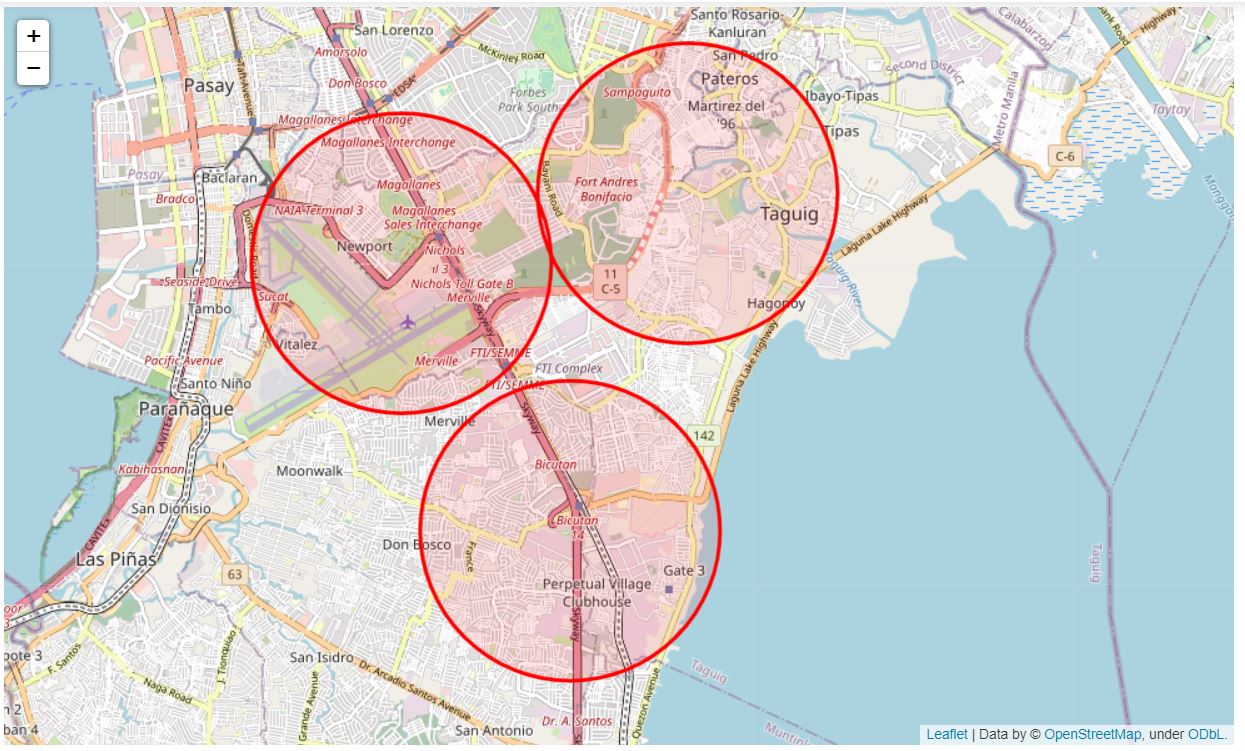 +
−
Santo Rosario
Kanluran
San Lorenzo
Amorsolo
McKinley Road
San Pedro
Calabarzon
Bank Road
Highway
Second District
Metro Manila
Pasay
Taft Avenue
Don Bosco
EDSA
Forbes
Park South
Sampaguita
Pateros
Martirez del
'96
Ibayo-Tipas
Tipas
Taytay
Magallanes Interchange
Magallanes Interchange
C-6
Baclaran
Pasay
Bradco
Magallanes
Bayani Road
Fort Andres
Bonifacio
Taguig
NAIA Terminal 3
Magallanes
Sales Interchange
Laguna Lake Highway
Newport
Nichols
Taguig River
11
C-5
Nichols Toll Gate B
Merville
Seaside Drive
Sucat
Tambo
Hagonoy
Skyway
Vitalez
Laguna Lake Highway
Pacific Avenue
Merville
FTI/SEMME
FTI Complex
Santo Niño
FTI/SEMME
Parañaque
Merville
Skyway
CAVITEX
142
Kabihasnan
Moonwalk
Bicutan
San Dionisio
Bicutan
14
CAVITEX
Las Piñas
Don Bosco
France
Gate 3
63
Perpetual Village
Clubhouse
Taguig
Skyway
F. Santos
J. Tionquiao
San Isidro
Dr. Arcadio Santos Avenue
Taguig
Naga Road
Grande Avenue
Quezon Avenue
San Antonio
Dr. A. Santos
Leaflet | Data by © OpenStreetMap, under ODbL.